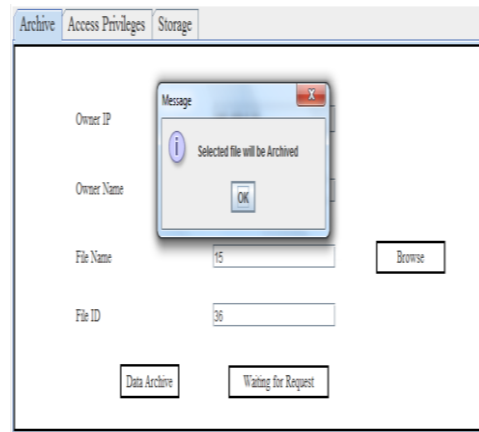 Archive Access Privileges Storage
Message X
Owner IP
Selected file will be Archived
Owner Name
OK
File Name 15 Browse
File ID 36
Data Archive Waiting for Request